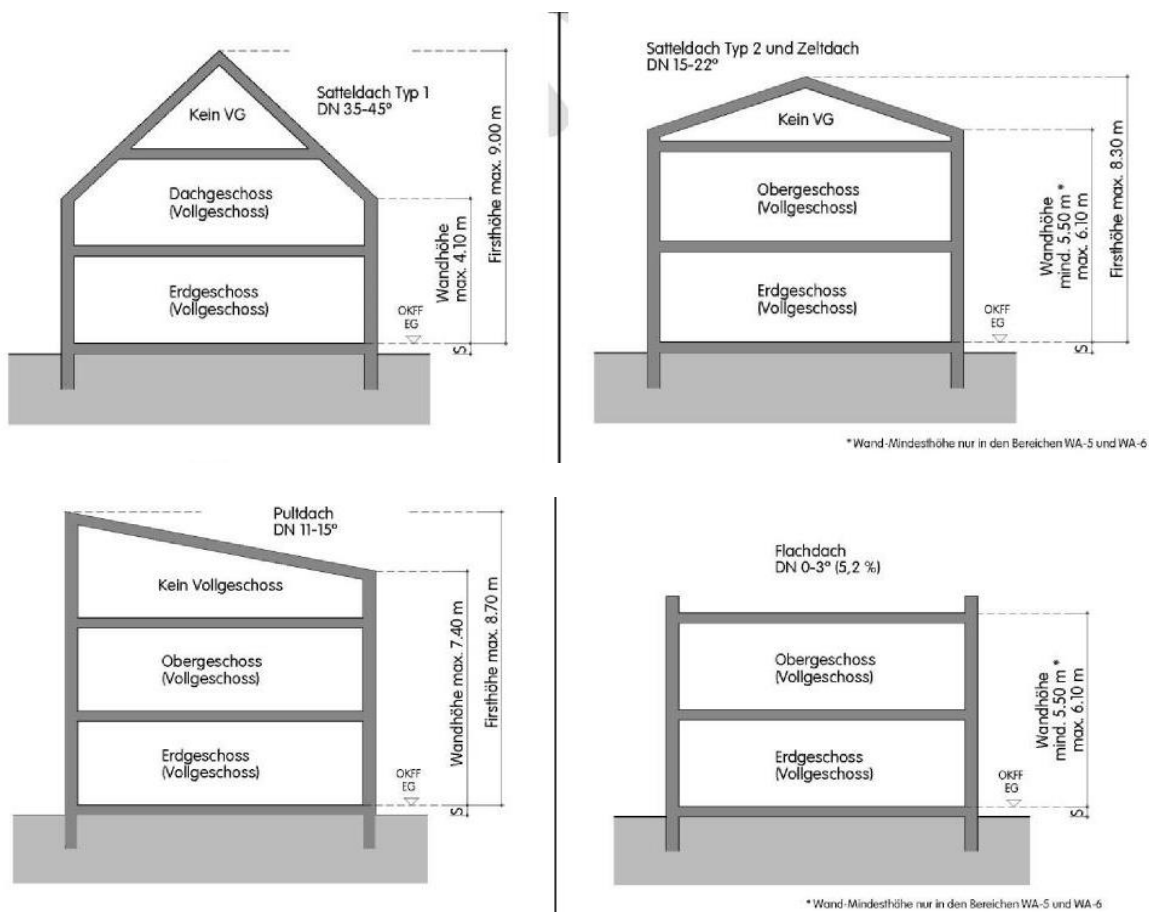 Satteldach Typ 1
DN 35-45°
Kein VG
Dachgeschoss
(Vollgeschoss)
Erdgeschoss
(Vollgeschoss)
Wandhöhe
max. 4.10 m
Firsthöhe max. 9.00 m
OKFF
EG
S
Satteldach Typ 2 und Zeltdach
DN 15-22°
Kein VG
Obergeschoss
(Vollgeschoss)
Erdgeschoss
(Vollgeschoss)
Wandhöhe
mind. 5.50 m *
max. 6.10 m
Firsthöhe max. 8.30 m
OKFF
EG
S
* Wand-Mindesthöhe nur in den Bereichen WA-5 und WA-6
Pultdach
DN 11-15°
Kein Vollgeschoss
Obergeschoss
(Vollgeschoss)
Erdgeschoss
(Vollgeschoss)
Wandhöhe max. 7.40 m
Firsthöhe max. 8.70 m
OKFF
EG
S
Flachdach
DN 0-3° (5,2 %)
Obergeschoss
(Vollgeschoss)
Erdgeschoss
(Vollgeschoss)
Wandhöhe
mind. 5.50 m *
max. 6.10 m
OKFF
EG
S
* Wand-Mindesthöhe nur in den Bereichen WA-5 und WA-6